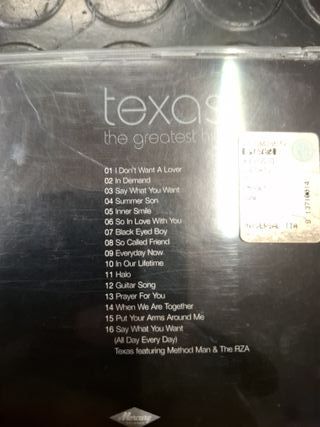 texas
the greatest hi
01 I Don't Want A Lover
02 In Demand
03 Say What You Want
04 Summer Son
05 Inner Smile
06 So In Love With You
07 Black Eyed Boy
08 So Called Friend
09 Everyday Now
10 In Our Lifetime
11 Halo
12 Guitar Song
13 Prayer For You
14 When We Are Together
15 Put Your Arms Around Me
16 Say What You Want
(All Day Every Day)
Texas featuring Method Man & The RZA
Mercury